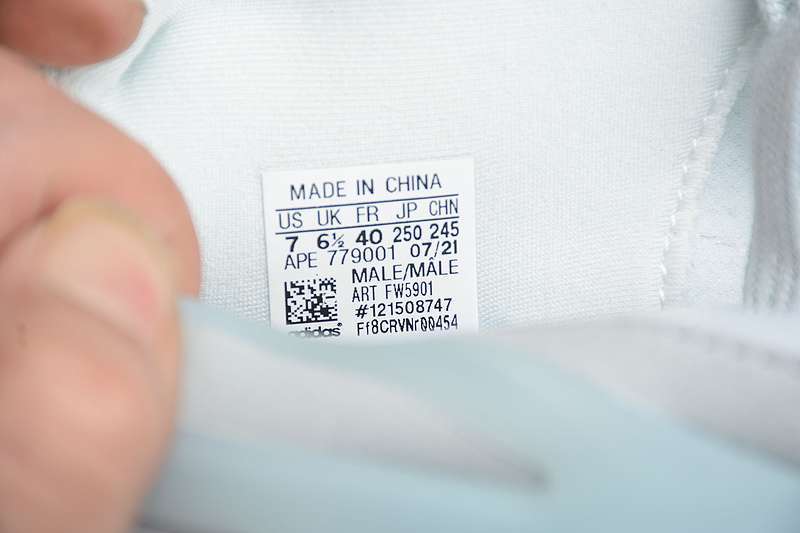 MADE IN CHINA
US UK FR JP CHN
7 6½ 40 250 245
APE 779001 07/21
MALE/MÂLE
ART FW5901
#121508747
Ff8CRVNr00454
adidas®